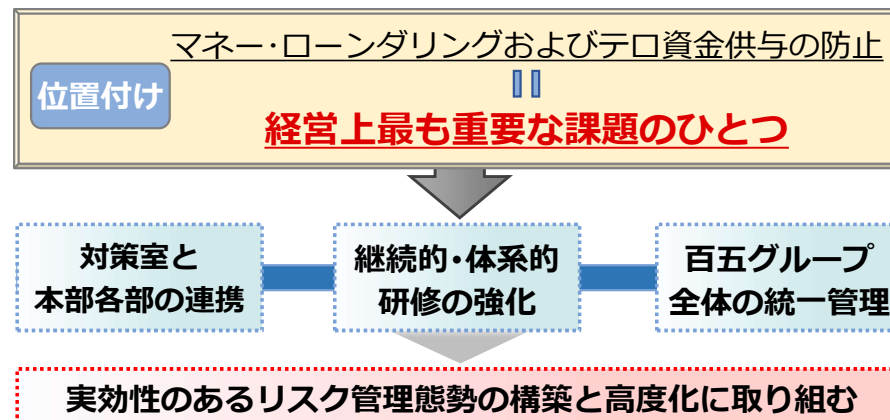 マネー・ローンダリングおよびテロ資金供与の防止
位置付け
経営上最も重要な課題のひとつ
対策室と
本部各部の連携
継続的・体系的
研修の強化
百五グループ
全体の統一管理
実効性のあるリスク管理態勢の構築と高度化に取り組む